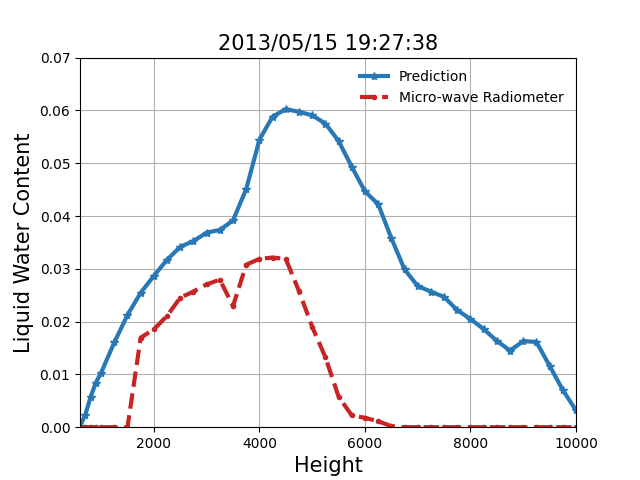 2013/05/15 19:27:38
Prediction
Micro-wave Radiometer
Liquid Water Content
0.07
0.06
0.05
0.04
0.03
0.02
0.01
0.00
2000 4000 6000 8000 10000
Height